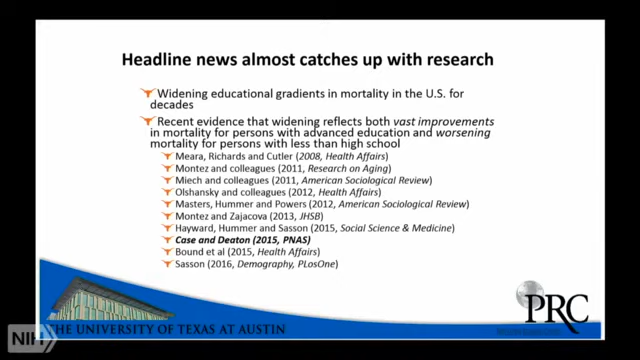 Headline news almost catches up with research
Widening educational gradients in mortality in the U.S. for
decades
Recent evidence that widening reflects both vast improvements
in mortality for persons with advanced education and worsening
mortality for persons with less than high school
Meara, Richards and Cutler (2008, Health Affairs)
Montez and colleagues (2011, Research on Aging)
Miech and colleagues (2011, American Sociological Review)
Olshansky and colleagues (2012, Health Affairs)
Masters, Hummer and Powers (2012, American Sociological Review)
Montez and Zajacova (2013, JHSB)
Hayward, Hummer and Sasson (2015, Social Science & Medicine)
Case and Deaton (2015, PNAS)
Bound et al (2015, Health Affairs)
Sasson (2016, Demography, PLosOne)
PRC
NIH
THE UNIVERSITY OF TEXAS AT AUSTIN